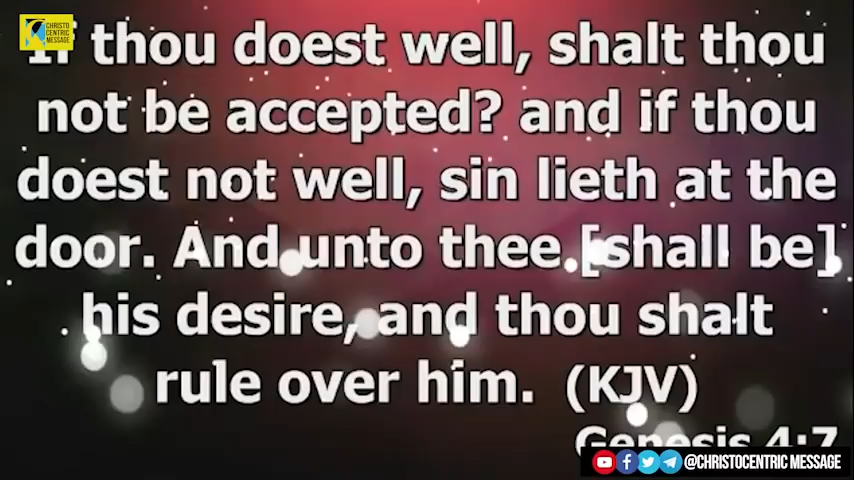 CHRISTO
CENTRIC
MESSAGE
If thou doest well, shalt thou
not be accepted? and if thou
doest not well, sin lieth at the
door. And unto thee [shall be]
his desire, and thou shalt
rule over him. (KJV)
Genesis 4:7
@CHRISTOCENTRIC MESSAGE